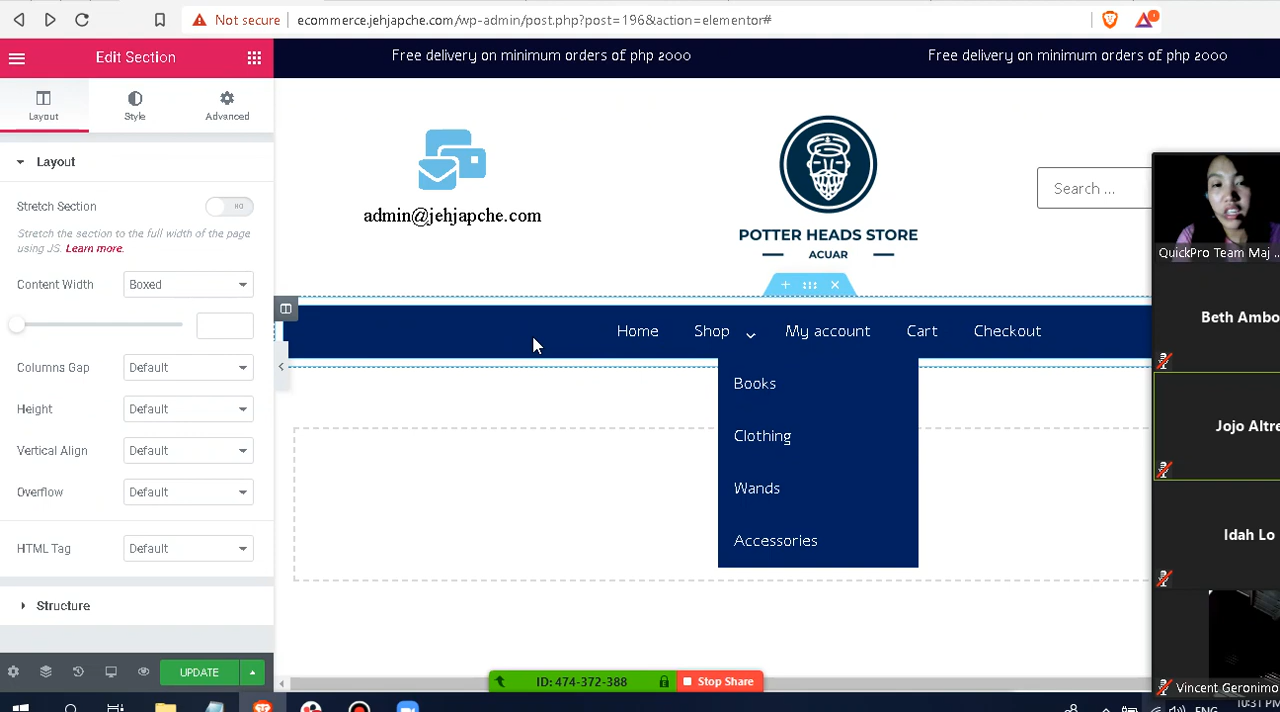 Not secure
ecommerce.jehjapche.com/wp-admin/post.php?post=196&action=elementor#
Edit Section
Layout
Style
Advanced
Layout
Stretch Section
NO
Stretch the section to the full width of the page
using JS. Learn more.
Content Width
Boxed
Columns Gap
Default
Height
Default
Vertical Align
Default
Overflow
Default
HTML Tag
Default
Structure
UPDATE
Free delivery on minimum orders of php 2000
Free delivery on minimum orders of php 2000
admin@jehjapche.com
POTTER HEADS STORE
ACUAR
Search ...
Home
Shop
My account
Cart
Checkout
Books
Clothing
Wands
Accessories
QuickPro Team Maj ...
Beth Ambo
Jojo Altre
Idah Lo
Vincent Geronimo
ID: 474-372-388
Stop Share
ENG
10:31 PM